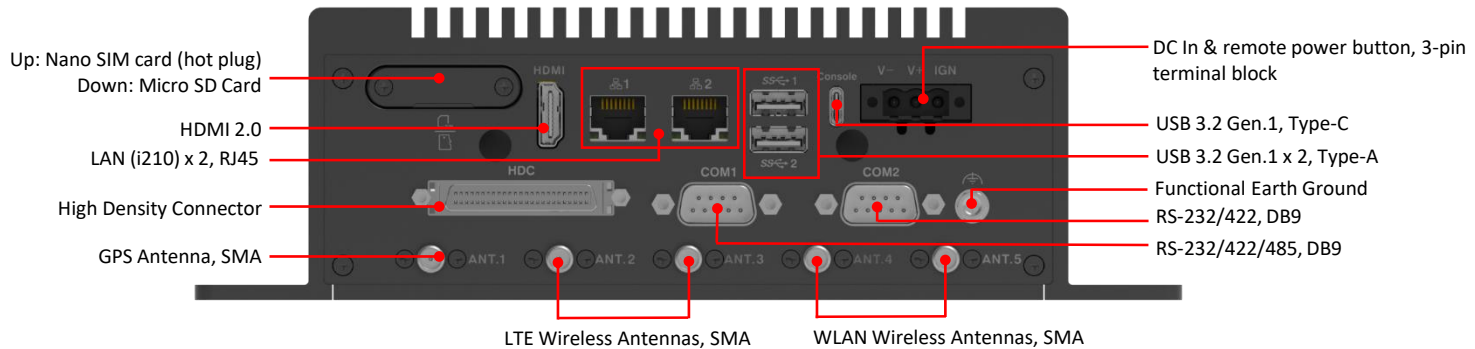 Up: Nano SIM card (hot plug)
Down: Micro SD Card
HDMI 2.0
LAN (i210) x 2, RJ45
High Density Connector
GPS Antenna, SMA
HDMI
1
2
SS 1
SS 2
Console
V- V+ IGN
HDC
COM1
COM2
ANT.1
ANT.2
ANT.3
ANT.4
ANT.5
DC In & remote power button, 3-pin
terminal block
USB 3.2 Gen.1, Type-C
USB 3.2 Gen.1 x 2, Type-A
Functional Earth Ground
RS-232/422, DB9
RS-232/422/485, DB9
LTE Wireless Antennas, SMA
WLAN Wireless Antennas, SMA